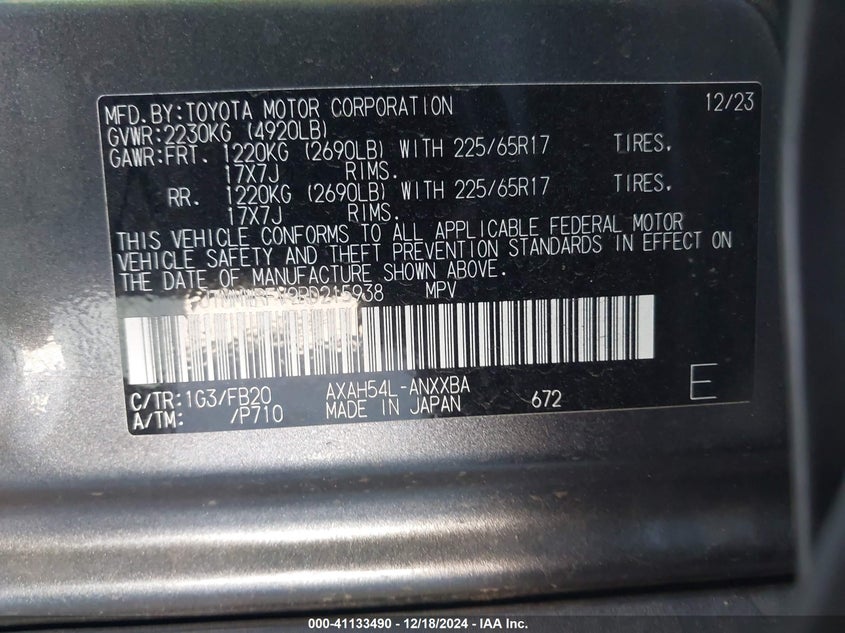 MFD.BY:TOYOTA MOTOR CORPORATION 12/23
GVWR:2230KG (4920LB)
GAWR:FRT. 1220KG (2690LB) WITH 225/65R17 TIRES.
17X7J RIMS.
RR. 1220KG (2690LB) WITH 225/65R17 TIRES.
17X7J RIMS.
THIS VEHICLE CONFORMS TO ALL APPLICABLE FEDERAL MOTOR
VEHICLE SAFETY AND THEFT PREVENTION STANDARDS IN EFFECT ON
THE DATE OF MANUFACTURE SHOWN ABOVE.
MPV
C/TR:1G3/FB20 AXAH54L-ANXXBA
A/TM: /P710 MADE IN JAPAN 672 E
000-41133490 - 12/18/2024 - IAA Inc.